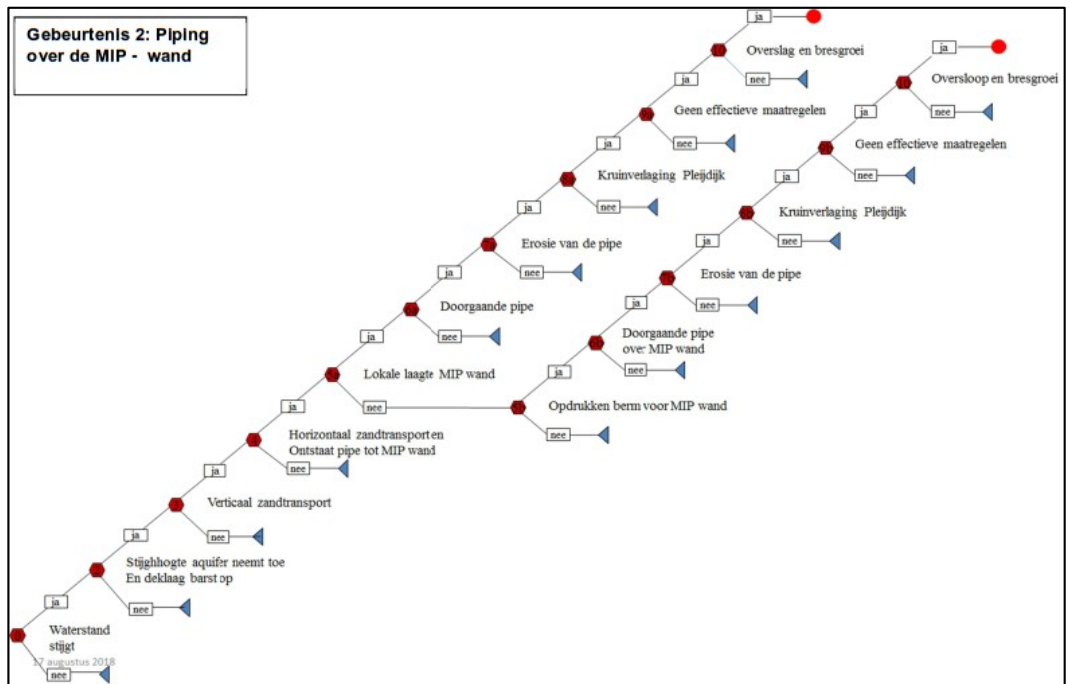 Gebeurtenis 2: Piping
over de MIP - wand
ja
Overslag en bresgroei
nee
ja
Geen effectieve maatregelen
nee
ja
Kruinverlaging Pleijdijk
nee
ja
Erosie van de pipe
nee
ja
Doorgaande pipe
nee
ja
Lokale laagte MIP wand
nee
ja
Horizontaal zandtransport en
Ontstaat pipe tot MIP wand
nee
ja
Verticaal zandtransport
nee
ja
Stijghhogte aquifer neemt toe
En deklaag barst op
nee
ja
Waterstand
stijgt
nee
17 augustus 2018
ja
Oversloop en bresgroei
nee
ja
Geen effectieve maatregelen
nee
ja
Kruinverlaging Pleijdijk
nee
ja
Erosie van de pipe
nee
ja
Doorgaande pipe
over MIP wand
nee
ja
Opdrukken berm voor MIP wand
nee